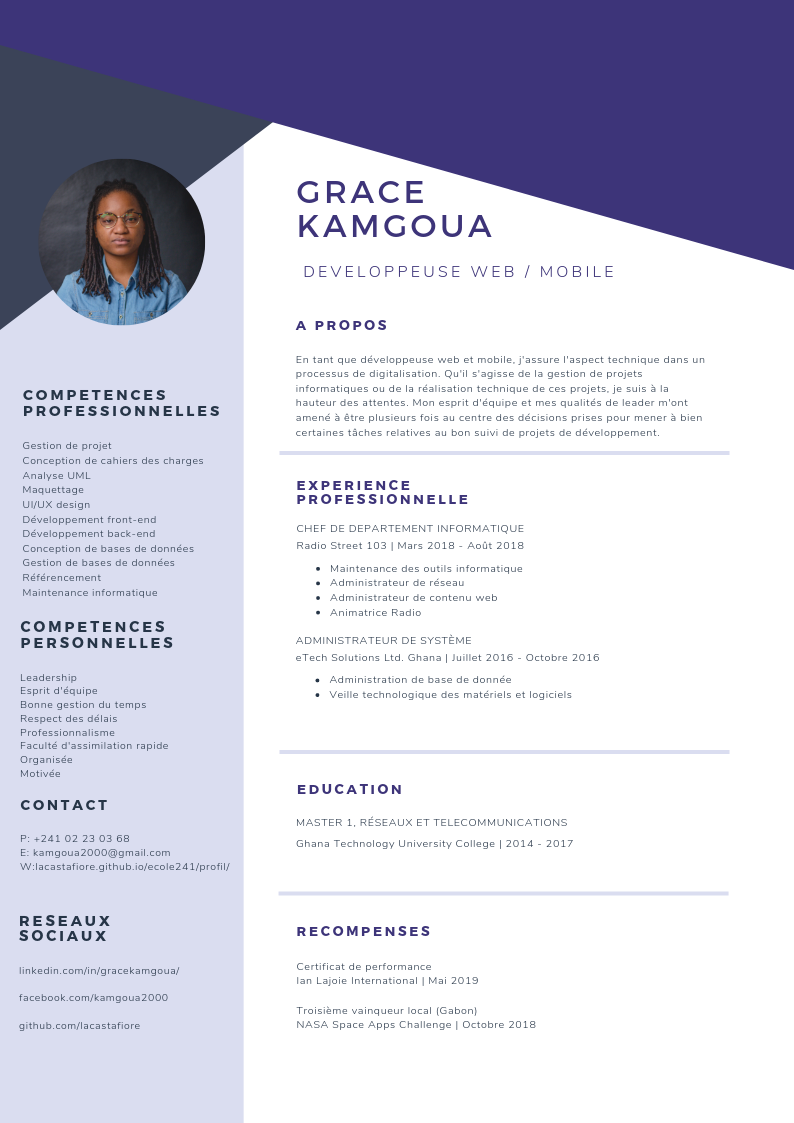 GRACE
KAMGOUA
DEVELOPPEUSE WEB / MOBILE
A PROPOS
En tant que développeuse web et mobile, j'assure l'aspect technique dans un
processus de digitalisation. Qu'il s'agisse de la gestion de projets
informatiques ou de la réalisation technique de ces projets, je suis à la
hauteur des attentes. Mon esprit d'équipe et mes qualités de leader m'ont
amené à être plusieurs fois au centre des décisions prises pour mener à bien
certaines tâches relatives au bon suivi de projets de développement.
EXPERIENCE
PROFESSIONNELLE
CHEF DE DEPARTEMENT INFORMATIQUE
Radio Street 103 | Mars 2018 - Août 2018
• Maintenance des outils informatique
• Administrateur de réseau
• Administrateur de contenu web
• Animatrice Radio
ADMINISTRATEUR DE SYSTÈME
eTech Solutions Ltd. Ghana | Juillet 2016 - Octobre 2016
• Administration de base de donnée
• Veille technologique des matériels et logiciels
EDUCATION
MASTER 1, RÉSEAUX ET TELECOMMUNICATIONS
Ghana Technology University College | 2014 - 2017
RECOMPENSES
Certificat de performance
Ian Lajoie International | Mai 2019
Troisième vainqueur local (Gabon)
NASA Space Apps Challenge | Octobre 2018
COMPETENCES
PROFESSIONNELLES
Gestion de projet
Conception de cahiers des charges
Analyse UML
Maquettage
UI/UX design
Développement front-end
Développement back-end
Conception de bases de données
Gestion de bases de données
Référencement
Maintenance informatique
COMPETENCES
PERSONNELLES
Leadership
Esprit d'équipe
Bonne gestion du temps
Respect des délais
Professionnalisme
Faculté d'assimilation rapide
Organisée
Motivée
CONTACT
P: +241 02 23 03 68
E: kamgoua2000@gmail.com
W:lacastafiore.github.io/ecole241/profil/
RESEAUX
SOCIAUX
linkedin.com/in/gracekamgoua/
facebook.com/kamgoua2000
github.com/lacastafiore